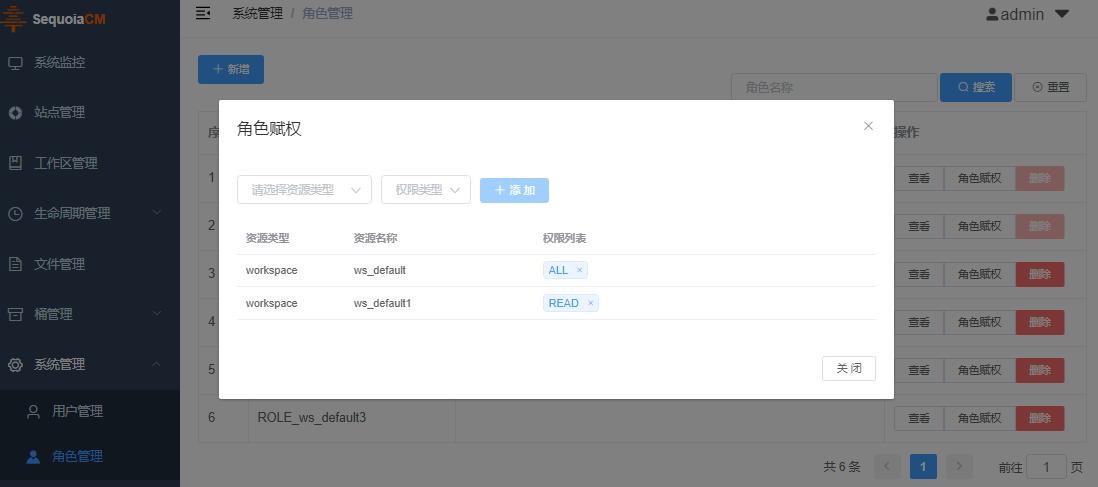 SequoiaCM
系统管理 / 角色管理
admin
系统监控
站点管理
工作区管理
生命周期管理
文件管理
桶管理
系统管理
用户管理
角色管理
+ 新增
角色名称
搜索
重置
序
操作
1
查看 角色赋权 删除
2
查看 角色赋权 删除
3
查看 角色赋权 删除
4
查看 角色赋权 删除
5
查看 角色赋权 删除
6 ROLE_ws_default3
查看 角色赋权 删除
共 6 条
1
前往 1 页
角色赋权
请选择资源类型 权限类型 + 添 加
资源类型 资源名称 权限列表
workspace ws_default ALL ×
workspace ws_default1 READ ×
关 闭